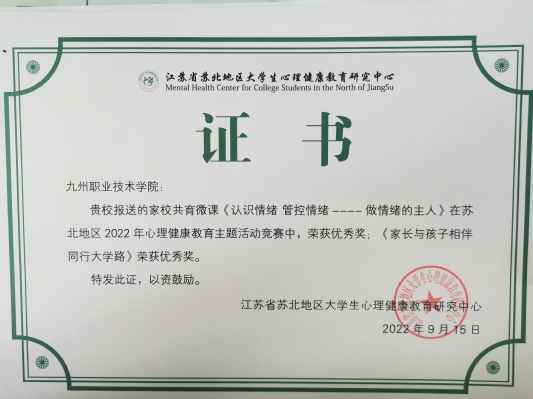 江苏省苏北地区大学生心理健康教育研究中心
Mental Health Center for College Students in the North of JiangSu
证 书
九州职业技术学院：
贵校报送的家校共育微课《认识情绪 管控情绪 ---- 做情绪的主人》在苏
北地区 2022 年心理健康教育主题活动竞赛中，荣获优秀奖；《家长与孩子相伴
同行大学路》荣获优秀奖。
特发此证，以资鼓励。
江苏省苏北地区大学生心理健康教育研究中心
2022 年 9 月 15 日